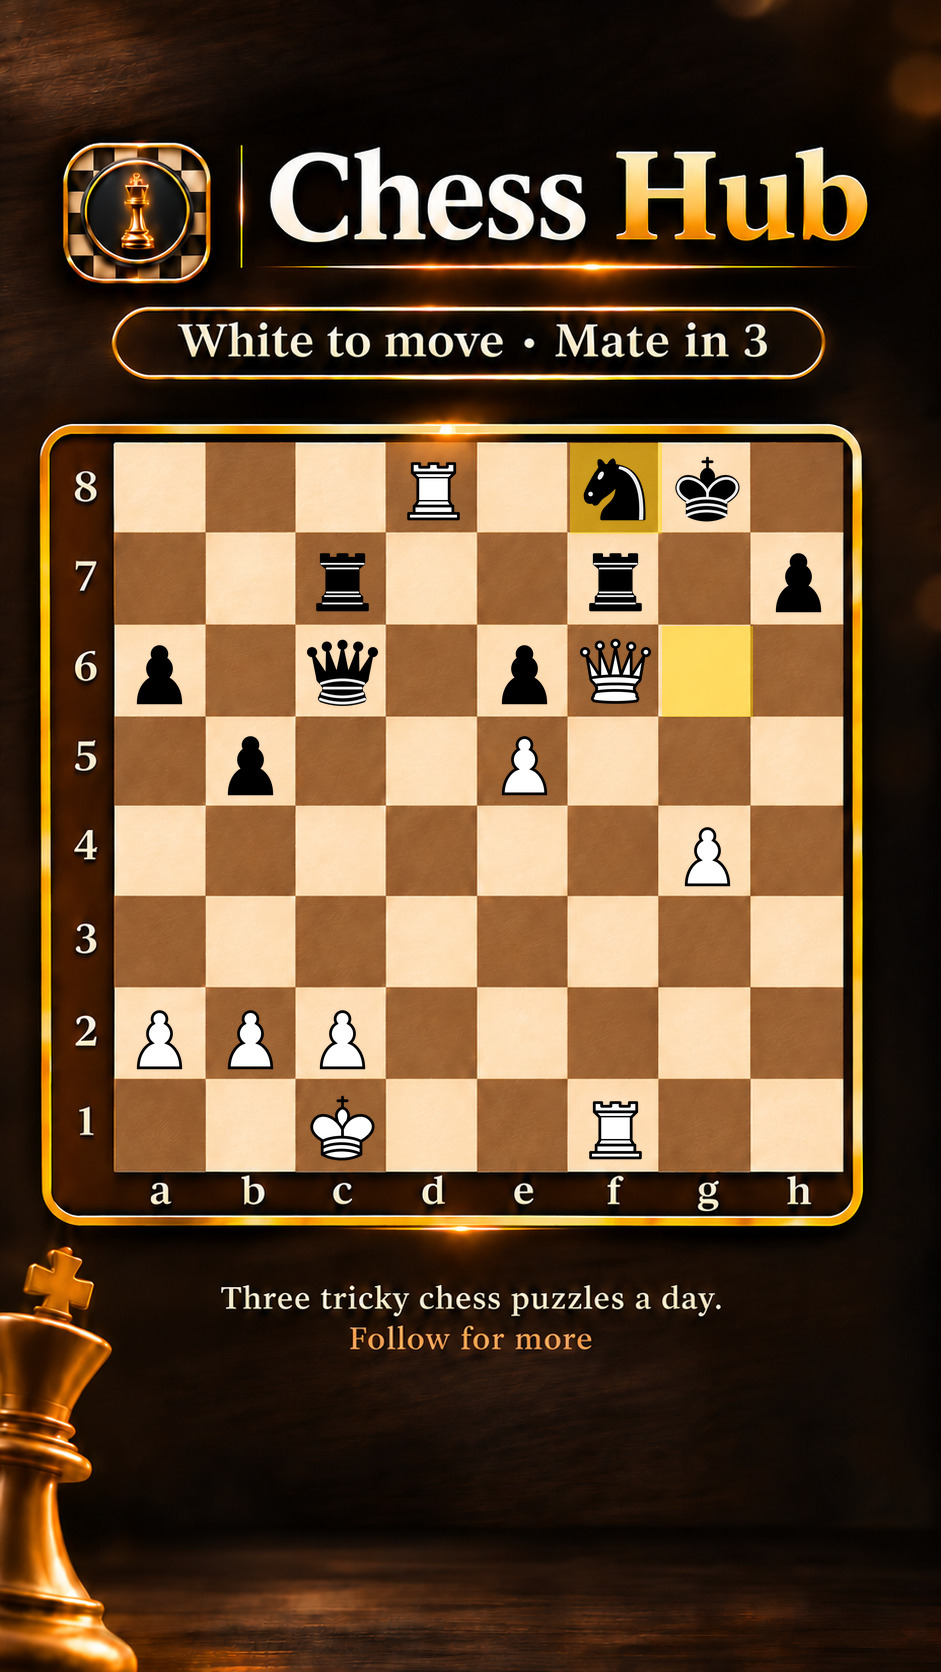 Chess Hub
White to move • Mate in 3
8
7
6
5
4
3
2
1
a b c d e f g h
Three tricky chess puzzles a day.
Follow for more